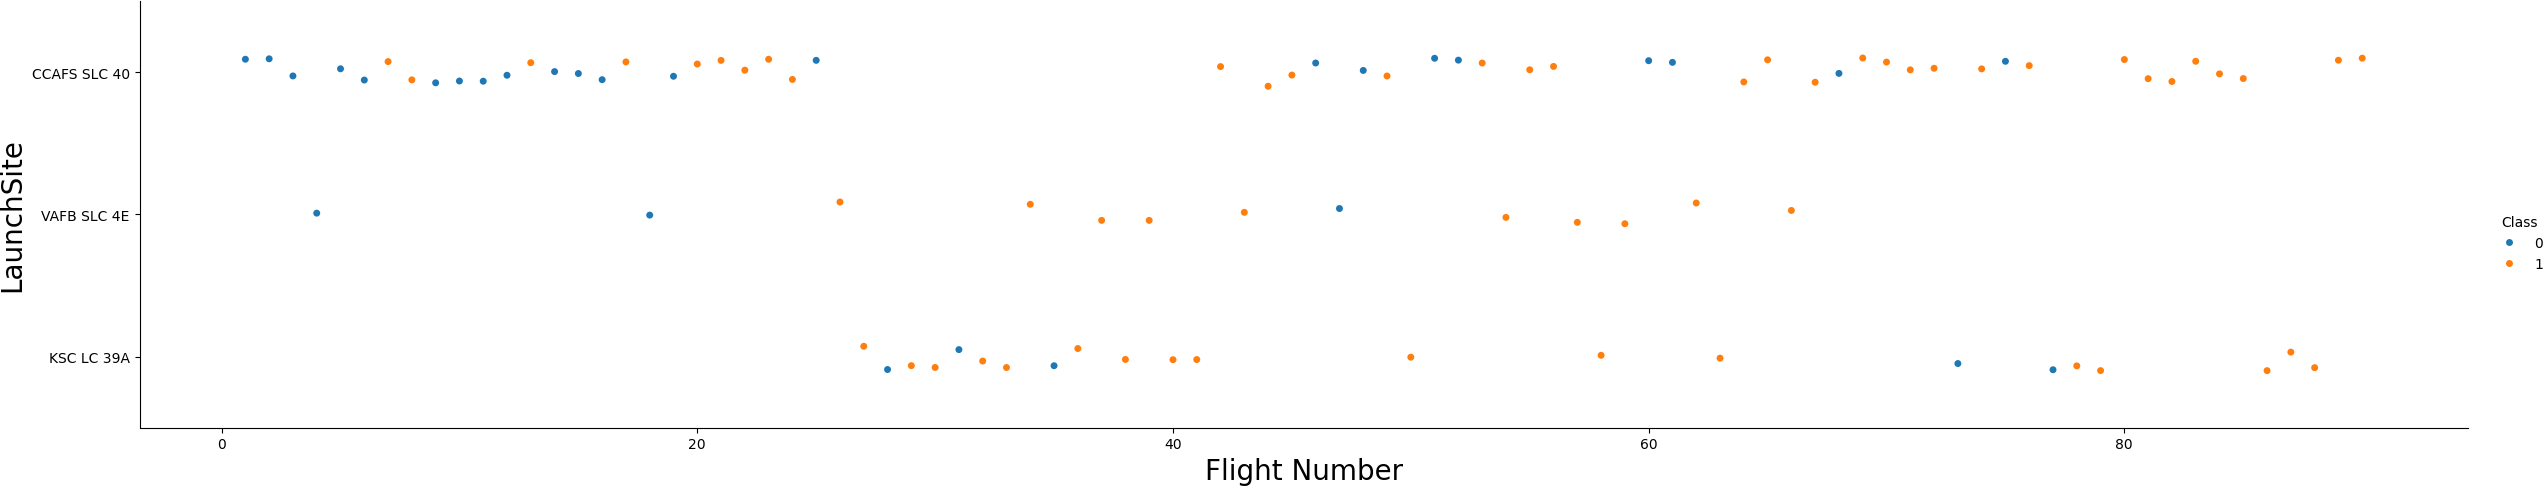 LaunchSite
CCAFS SLC 40
VAFB SLC 4E
KSC LC 39A
0 20 40 60 80
Flight Number
Class
0
1